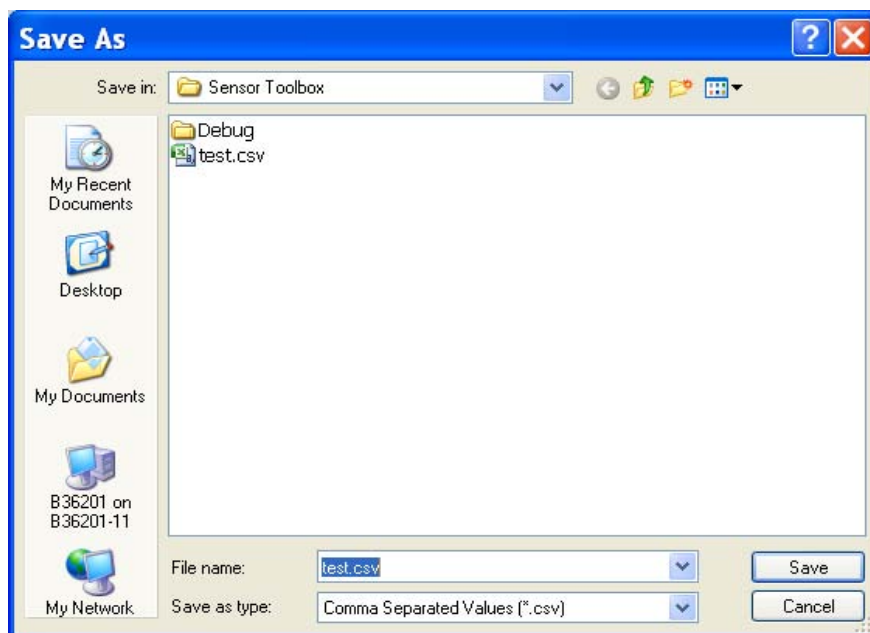 Save As
Save in:
Sensor Toolbox
My Recent
Documents
Desktop
My Documents
B36201 on
B36201-11
My Network
Debug
test.csv
File name:
test.csv
Save
Save as type:
Comma Separated Values (*.csv)
Cancel